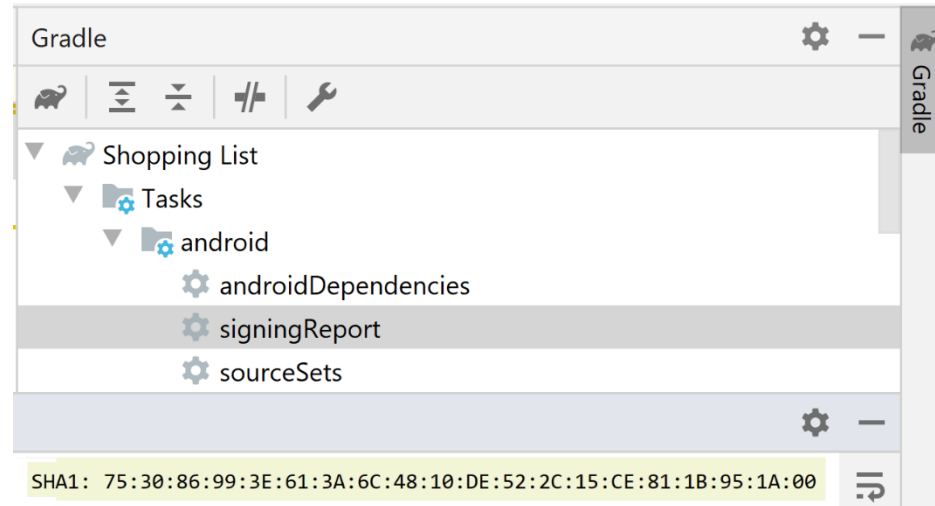 Gradle
Gradle
Shopping List
Tasks
android
androidDependencies
signingReport
sourceSets
SHA1: 75:30:86:99:3E:61:3A:6C:48:10:DE:52:2C:15:CE:81:1B:95:1A:00